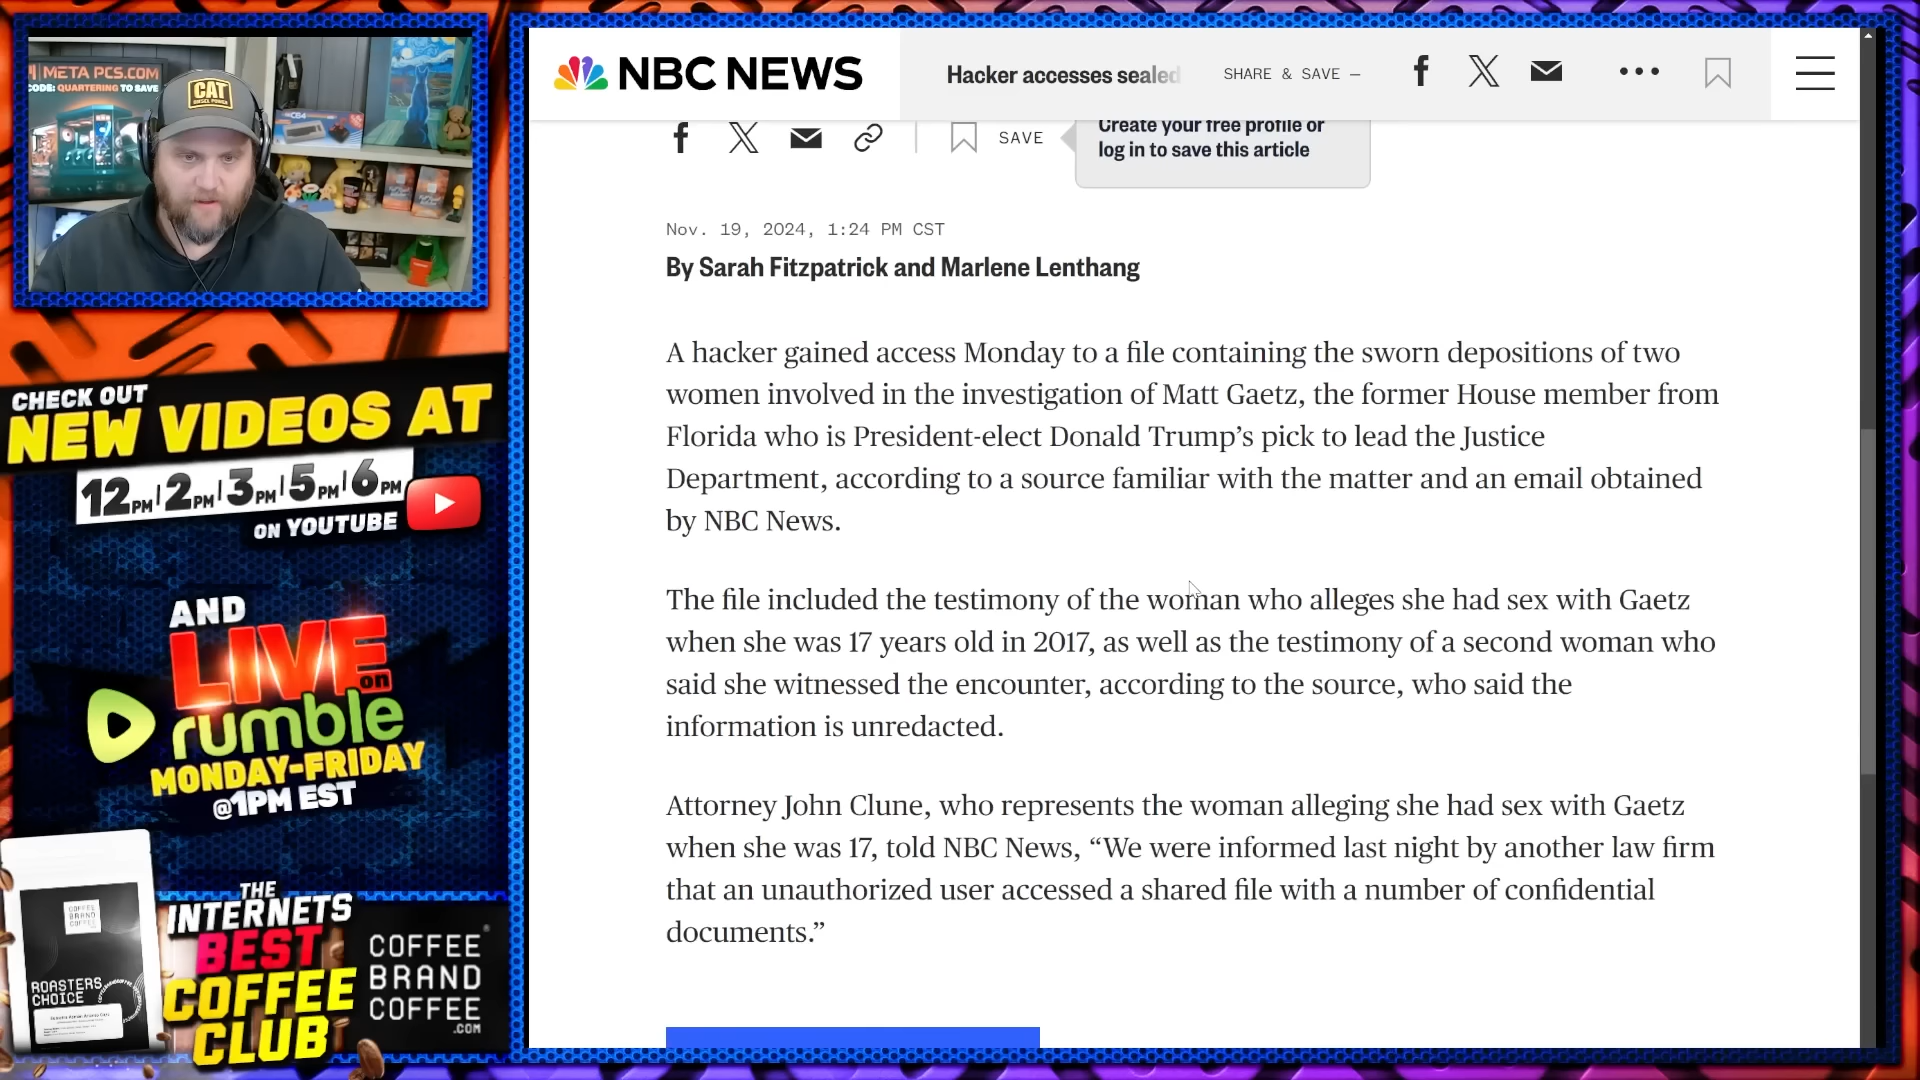 META PCS.COM
CODE: QUARTERING TO SAVE
CAT
DIESEL POWER
C64
CHECK OUT
NEW VIDEOS AT
12PM | 2PM | 3PM | 5PM | 6PM
ON YOUTUBE
AND
LIVE
on
rumble
MONDAY-FRIDAY
@1PM EST
COFFEE
BRAND
COFFEE
ROASTERS
CHOICE
THE
INTERNETS
BEST
COFFEE
CLUB
COFFEE
BRAND
COFFEE
.COM
NBC NEWS
Hacker accesses sealed
SHARE & SAVE —
SAVE
Create your free profile or
log in to save this article
Nov. 19, 2024, 1:24 PM CST
By Sarah Fitzpatrick and Marlene Lenthang
A hacker gained access Monday to a file containing the sworn depositions of two
women involved in the investigation of Matt Gaetz, the former House member from
Florida who is President-elect Donald Trump’s pick to lead the Justice
Department, according to a source familiar with the matter and an email obtained
by NBC News.
The file included the testimony of the woman who alleges she had sex with Gaetz
when she was 17 years old in 2017, as well as the testimony of a second woman who
said she witnessed the encounter, according to the source, who said the
information is unredacted.
Attorney John Clune, who represents the woman alleging she had sex with Gaetz
when she was 17, told NBC News, “We were informed last night by another law firm
that an unauthorized user accessed a shared file with a number of confidential
documents.”